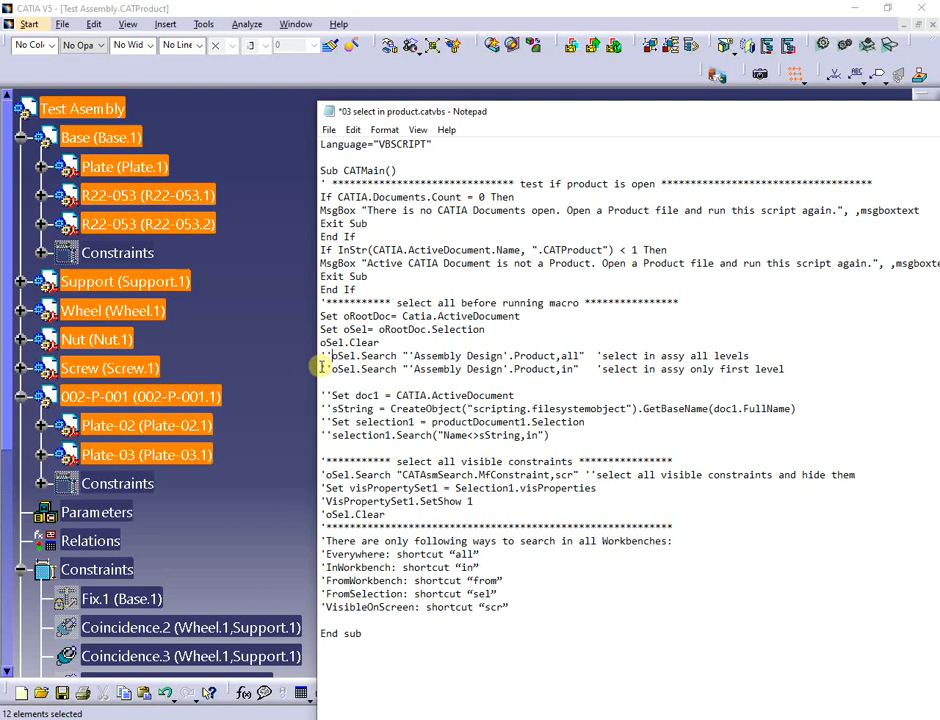 CATIA V5 - [Test Assembly.CATProduct]
Start File Edit View Insert Tools Analyze Window Help
No Col No Opa No Wid No Line 0
ABC
Test Asembly
Base (Base.1)
Plate (Plate.1)
R22-053 (R22-053.1)
R22-053 (R22-053.2)
Constraints
Support (Support.1)
Wheel (Wheel.1)
Nut (Nut.1)
Screw (Screw.1)
002-P-001 (002-P-001.1)
Plate-02 (Plate-02.1)
Plate-03 (Plate-03.1)
Constraints
Parameters
Relations
Constraints
Fix.1 (Base.1)
Coincidence.2 (Wheel.1,Support.1)
Coincidence.3 (Wheel.1,Support.1)
12 elements selected
*03 select in product.catvbs - Notepad
File Edit Format View Help
Language="VBSCRIPT"
Sub CATMain()
' ******************************* test if product is open ************************************
If CATIA.Documents.Count = 0 Then
MsgBox "There is no CATIA Documents open. Open a Product file and run this script again.", ,msgboxtext
Exit Sub
End If
If InStr(CATIA.ActiveDocument.Name, ".CATProduct") < 1 Then
MsgBox "Active CATIA Document is not a Product. Open a Product file and run this script again.", ,msgboxte
Exit Sub
End If
'*********** select all before running macro ****************
Set oRootDoc= Catia.ActiveDocument
Set oSel= oRootDoc.Selection
oSel.Clear
''oSel.Search "'Assembly Design'.Product,all" 'select in assy all levels
''oSel.Search "'Assembly Design'.Product,in" 'select in assy only first level
''Set doc1 = CATIA.ActiveDocument
''sString = CreateObject("scripting.filesystemobject").GetBaseName(doc1.FullName)
''Set selection1 = productDocument1.Selection
''selection1.Search("Name<>sString,in")
'*********** select all visible constraints ***************
'oSel.Search "CATAsmSearch.MfConstraint,scr" ''select all visible constraints and hide them
'Set visPropertySet1 = Selection1.visProperties
'VisPropertySet1.SetShow 1
'oSel.Clear
'***********************************************************
'There are only following ways to search in all Workbenches:
'Everywhere: shortcut “all”
'InWorkbench: shortcut “in”
'FromWorkbench: shortcut “from”
'FromSelection: shortcut “sel”
'VisibleOnScreen: shortcut “scr”
End sub